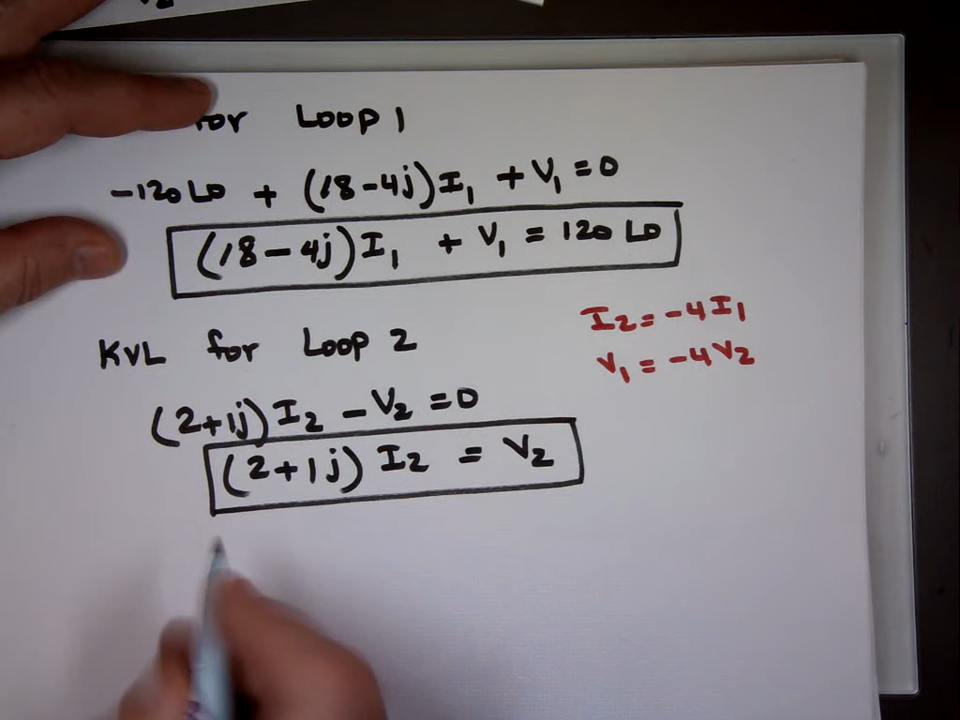 for Loop 1
-120∠0 + (18-4j)I₁ + V₁ = 0
(18-4j)I₁ + V₁ = 120∠0
I₂ = -4I₁
KVL for Loop 2
V₁ = -4V₂
(2+1j)I₂ - V₂ = 0
(2+1j)I₂ = V₂